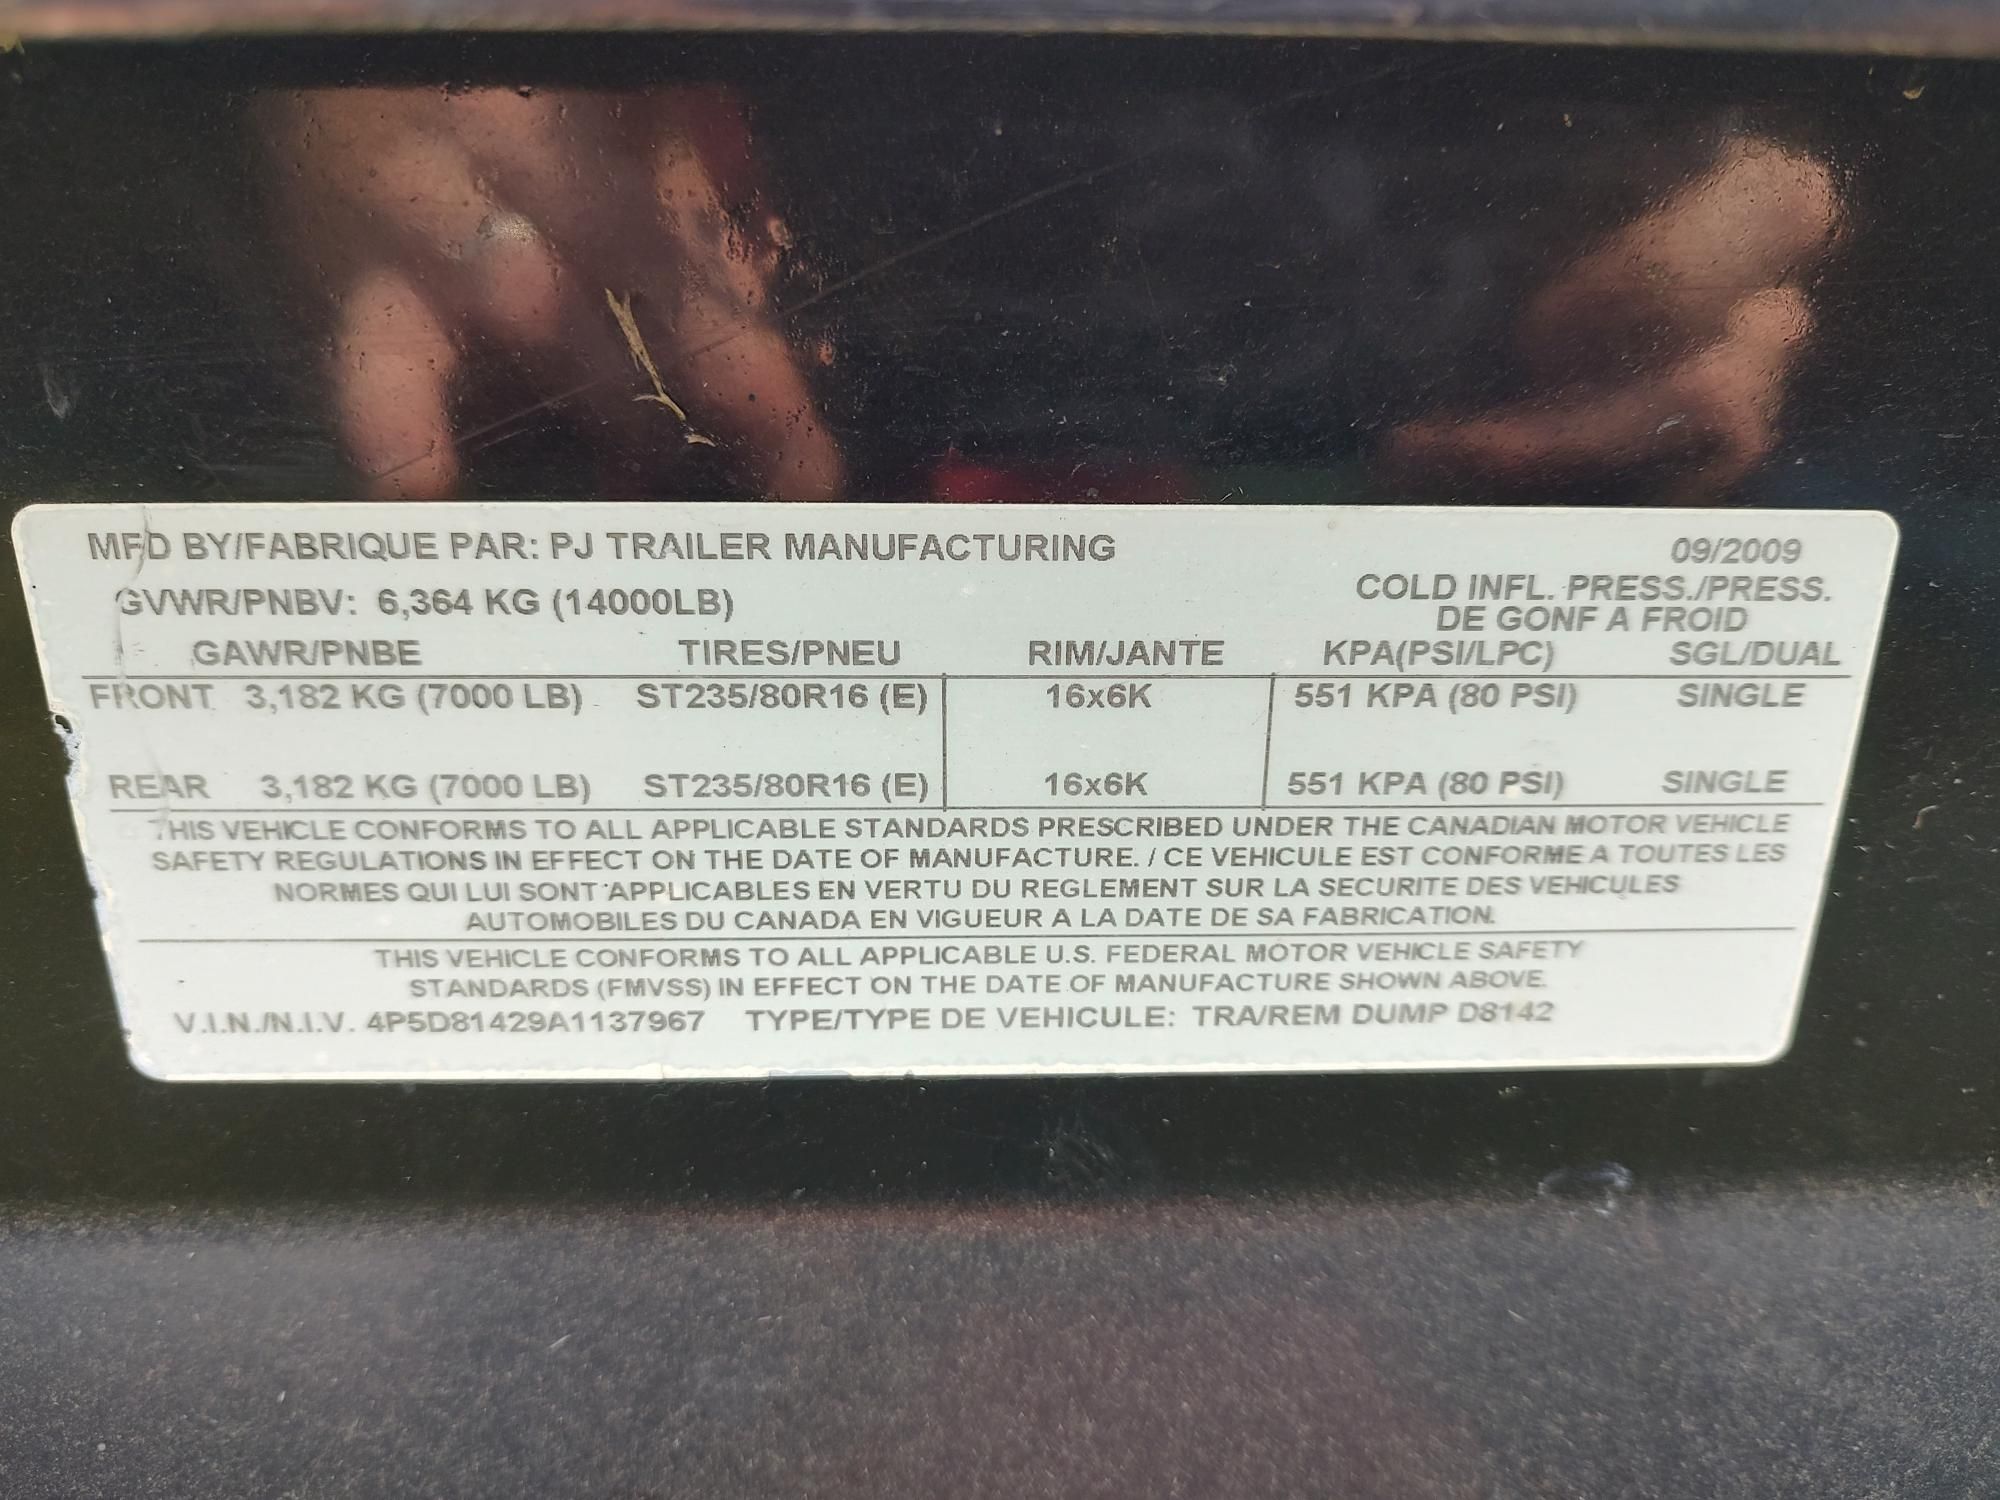 MFD BY/FABRIQUE PAR: PJ TRAILER MANUFACTURING 09/2009
GVWR/PNBV: 6,364 KG (14000LB) COLD INFL. PRESS./PRESS.
DE GONF A FROID
GAWR/PNBE TIRES/PNEU RIM/JANTE KPA(PSI/LPC) SGL/DUAL
FRONT 3,182 KG (7000 LB) ST235/80R16 (E) 16x6K 551 KPA (80 PSI) SINGLE
REAR 3,182 KG (7000 LB) ST235/80R16 (E) 16x6K 551 KPA (80 PSI) SINGLE
THIS VEHICLE CONFORMS TO ALL APPLICABLE STANDARDS PRESCRIBED UNDER THE CANADIAN MOTOR VEHICLE
SAFETY REGULATIONS IN EFFECT ON THE DATE OF MANUFACTURE. / CE VEHICULE EST CONFORME A TOUTES LES
NORMES QUI LUI SONT APPLICABLES EN VERTU DU REGLEMENT SUR LA SECURITE DES VEHICULES
AUTOMOBILES DU CANADA EN VIGUEUR A LA DATE DE SA FABRICATION.
THIS VEHICLE CONFORMS TO ALL APPLICABLE U.S. FEDERAL MOTOR VEHICLE SAFETY
STANDARDS (FMVSS) IN EFFECT ON THE DATE OF MANUFACTURE SHOWN ABOVE.
V.I.N./N.I.V. 4P5D81429A1137967 TYPE/TYPE DE VEHICULE: TRA/REM DUMP D8142